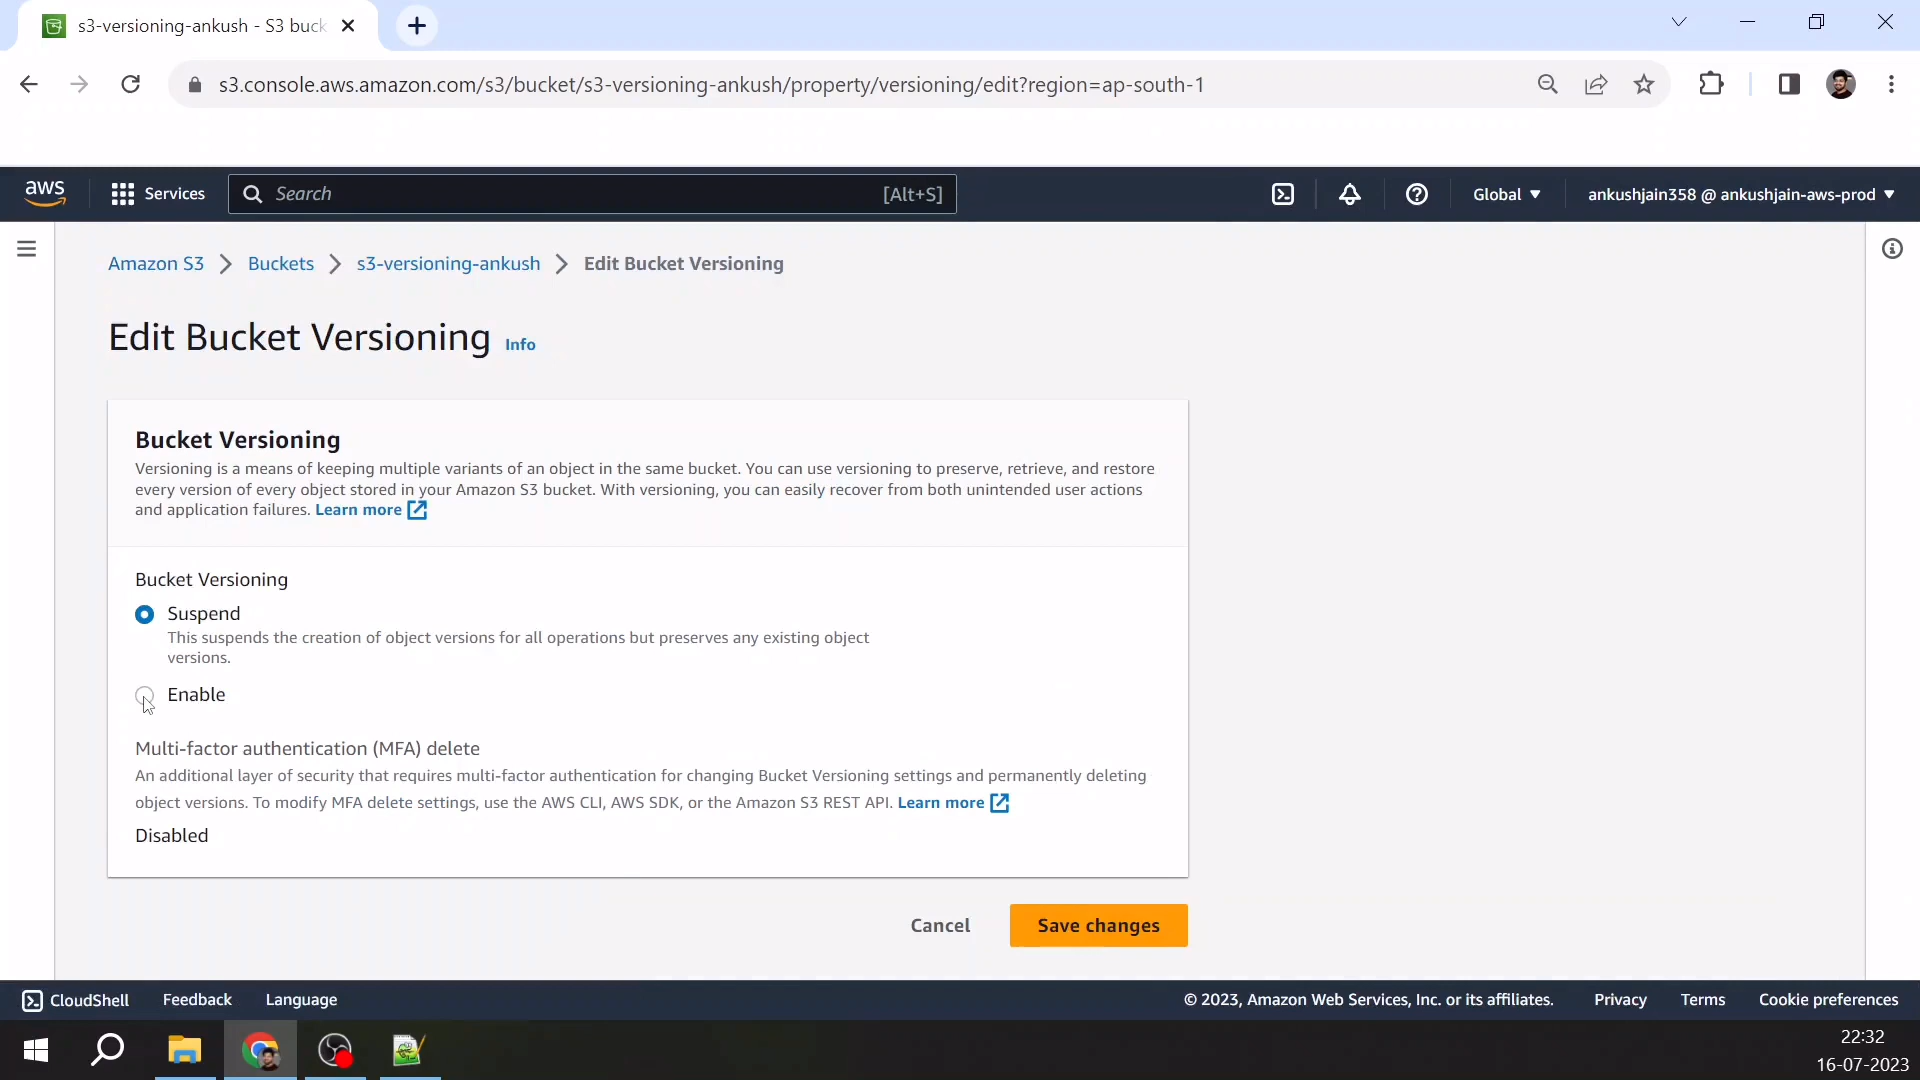 s3-versioning-ankush - S3 buck
s3.console.aws.amazon.com/s3/bucket/s3-versioning-ankush/property/versioning/edit?region=ap-south-1
aws
Services
Search
[Alt+S]
Global
ankushjain358 @ ankushjain-aws-prod
Amazon S3
Buckets
s3-versioning-ankush
Edit Bucket Versioning
Edit Bucket Versioning Info
Bucket Versioning
Versioning is a means of keeping multiple variants of an object in the same bucket. You can use versioning to preserve, retrieve, and restore
every version of every object stored in your Amazon S3 bucket. With versioning, you can easily recover from both unintended user actions
and application failures. Learn more
Bucket Versioning
Suspend
This suspends the creation of object versions for all operations but preserves any existing object
versions.
Enable
Multi-factor authentication (MFA) delete
An additional layer of security that requires multi-factor authentication for changing Bucket Versioning settings and permanently deleting
object versions. To modify MFA delete settings, use the AWS CLI, AWS SDK, or the Amazon S3 REST API. Learn more
Disabled
Cancel
Save changes
CloudShell
Feedback
Language
© 2023, Amazon Web Services, Inc. or its affiliates.
Privacy
Terms
Cookie preferences
22:32
16-07-2023